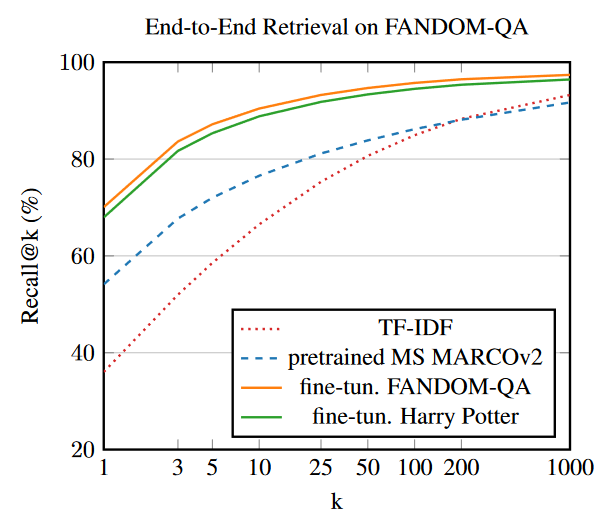 End-to-End Retrieval on FANDOM-QA
100
80
60
40
20
Recall@k (%)
TF-IDF
pretrained MS MARCOv2
fine-tun. FANDOM-QA
fine-tun. Harry Potter
1 3 5 10 25 50 100 200 1000
k